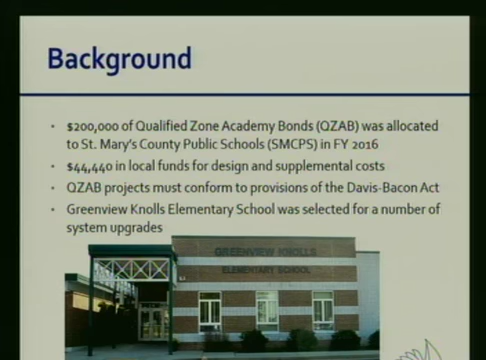 Background
$200,000 of Qualified Zone Academy Bonds (QZAB) was allocated
to St. Mary's County Public Schools (SMCPS) in FY 2016
$44,440 in local funds for design and supplemental costs
QZAB projects must conform to provisions of the Davis-Bacon Act
Greenview Knolls Elementary School was selected for a number of
system upgrades
GREENVIEW KNOLLS
ELEMENTARY SCHOOL